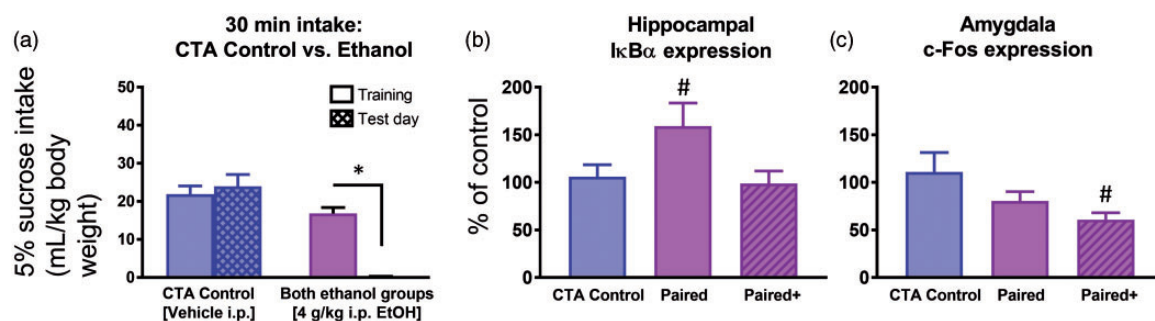 (a)
30 min intake:
CTA Control vs. Ethanol
5% sucrose intake
(mL/kg body
weight)
50
40
30
20
10
0
Training
Test day
*
CTA Control
[Vehicle i.p.]
Both ethanol groups
[4 g/kg i.p. EtOH]
(b)
Hippocampal
IκBα expression
% of control
200
150
100
50
0
#
CTA Control
Paired
Paired+
(c)
Amygdala
c-Fos expression
200
150
100
50
0
#
CTA Control
Paired
Paired+